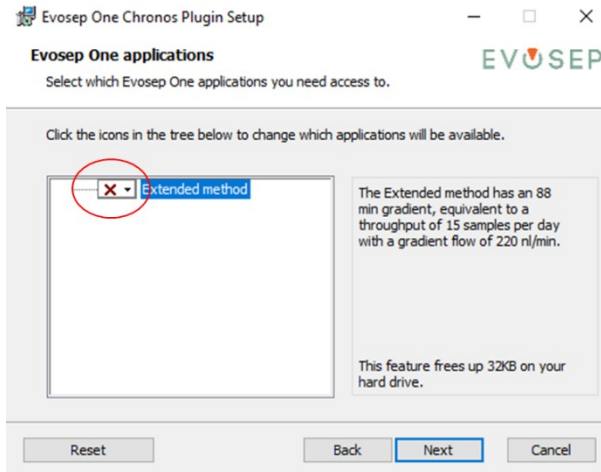 Evosep One Chronos Plugin Setup
Evosep One applications
EVOSEP
Select which Evosep One applications you need access to.
Click the icons in the tree below to change which applications will be available.
Extended method
The Extended method has an 88
min gradient, equivalent to a
throughput of 15 samples per day
with a gradient flow of 220 nl/min.
This feature frees up 32KB on your
hard drive.
Reset
Back
Next
Cancel